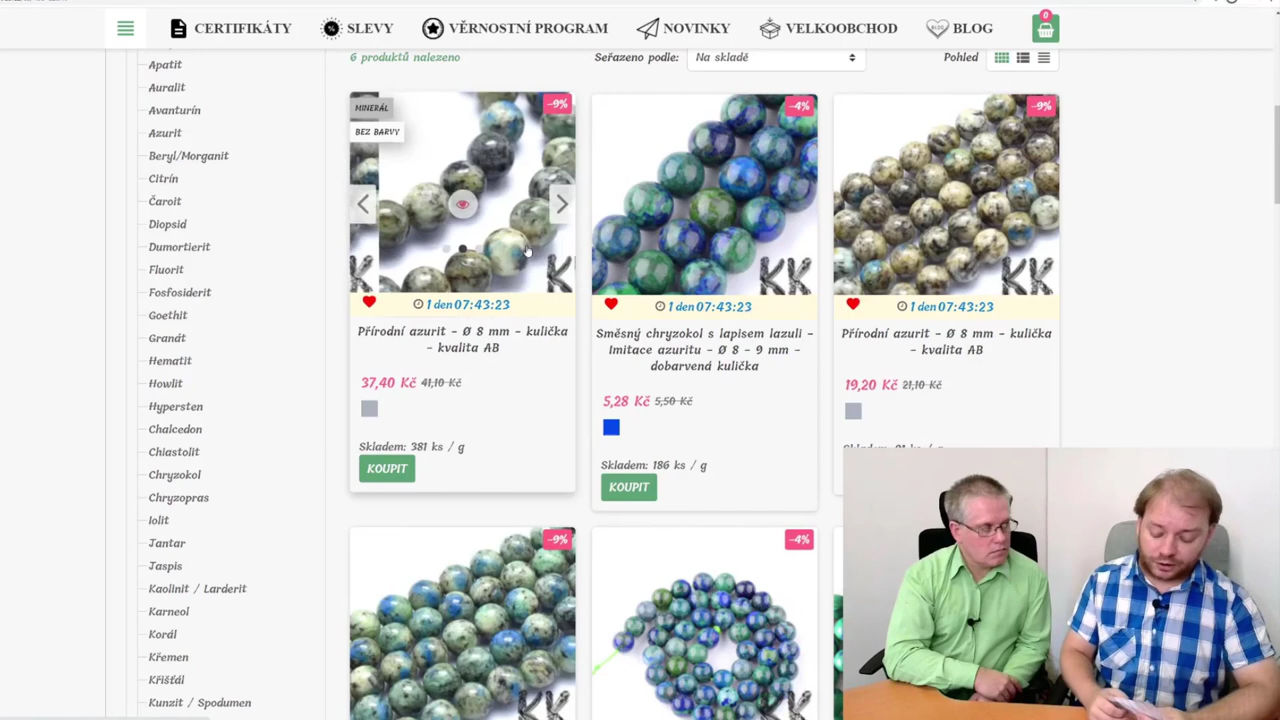 CERTIFIKÁTY
SLEVY
VĚRNOSTNÍ PROGRAM
NOVINKY
VELKOOBCHOD
BLOG
0
Apatit
Auralit
Avanturín
Azurit
Beryl/Morganit
Citrín
Čaroit
Diopsid
Dumortierit
Fluorit
Fosfosiderit
Goethit
Granát
Hematit
Howlit
Hypersten
Chalcedon
Chiastolit
Chryzokol
Chryzopras
Iolit
Jantar
Jaspis
Kaolinit / Larderit
Karneol
Korál
Křemen
Křišťál
Kunzit / Spodumen
6 produktů nalezeno
Seřazeno podle:
Na skladě
Pohled
MINERÁL
BEZ BARVY
-9%
KK
KK
1 den 07:43:23
Přírodní azurit - Ø 8 mm - kulička
- kvalita AB
37,40 Kč 41,10 Kč
Skladem: 381 ks / g
KOUPIT
-4%
KK
1 den 07:43:23
Směsný chryzokol s lapisem lazuli -
Imitace azuritu - Ø 8 - 9 mm -
dobarvená kulička
5,28 Kč 5,50 Kč
Skladem: 186 ks / g
KOUPIT
-9%
KK
1 den 07:43:23
Přírodní azurit - Ø 8 mm - kulička
- kvalita AB
19,20 Kč 21,10 Kč
-9%
KK
-4%
KK